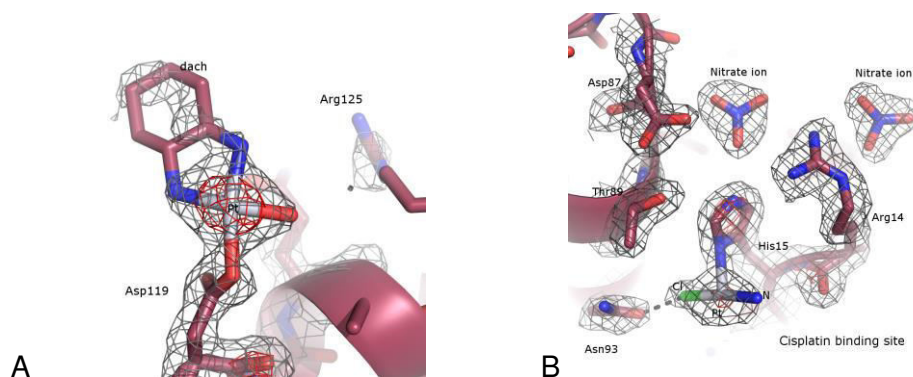 dach
Arg125
Pt
Asp119
A
Asp87
Nitrate ion
Nitrate ion
Thr89
Arg14
His15
Cl
N
Pt
Asn93
Cisplatin binding site
B